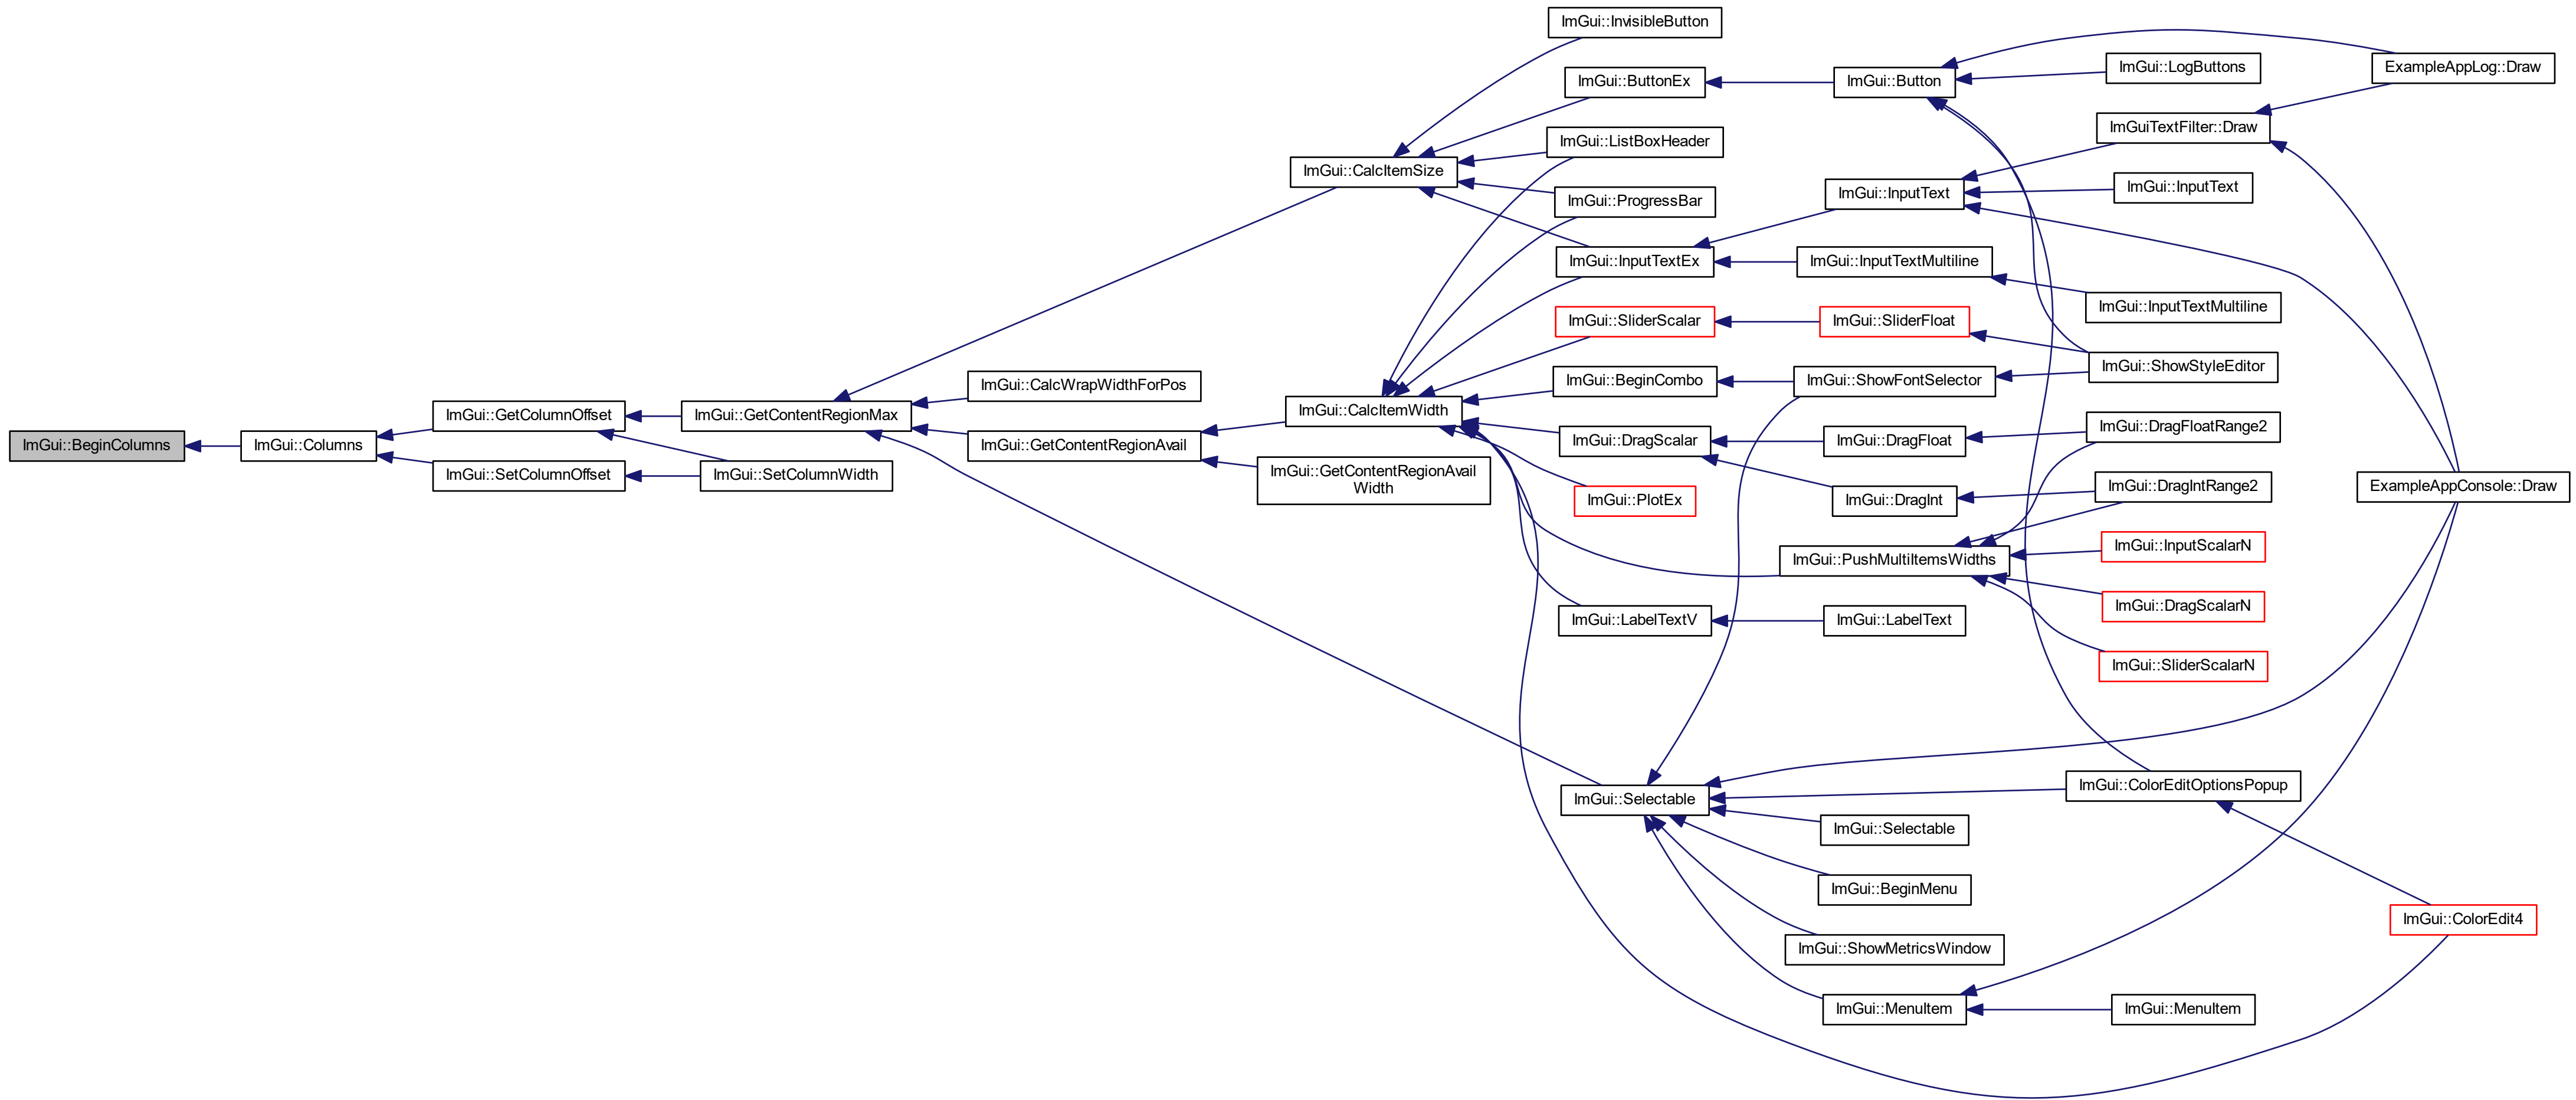 ImGui::BeginColumns
ImGui::Columns
ImGui::GetColumnOffset
ImGui::SetColumnOffset
ImGui::GetContentRegionMax
ImGui::SetColumnWidth
ImGui::CalcWrapWidthForPos
ImGui::GetContentRegionAvail
ImGui::CalcItemSize
ImGui::CalcItemWidth
ImGui::GetContentRegionAvail
Width
ImGui::InvisibleButton
ImGui::ButtonEx
ImGui::ListBoxHeader
ImGui::ProgressBar
ImGui::InputTextEx
ImGui::SliderScalar
ImGui::BeginCombo
ImGui::DragScalar
ImGui::PlotEx
ImGui::LabelTextV
ImGui::Selectable
ImGui::Button
ImGui::InputText
ImGui::InputTextMultiline
ImGui::SliderFloat
ImGui::ShowFontSelector
ImGui::DragFloat
ImGui::DragInt
ImGui::PushMultiItemsWidths
ImGui::LabelText
ImGui::Selectable
ImGui::BeginMenu
ImGui::ShowMetricsWindow
ImGui::MenuItem
ImGui::LogButtons
ImGuiTextFilter::Draw
ImGui::InputText
ImGui::InputTextMultiline
ImGui::ShowStyleEditor
ImGui::DragFloatRange2
ImGui::DragIntRange2
ImGui::InputScalarN
ImGui::DragScalarN
ImGui::SliderScalarN
ImGui::ColorEditOptionsPopup
ImGui::MenuItem
ExampleAppLog::Draw
ExampleAppConsole::Draw
ImGui::ColorEdit4